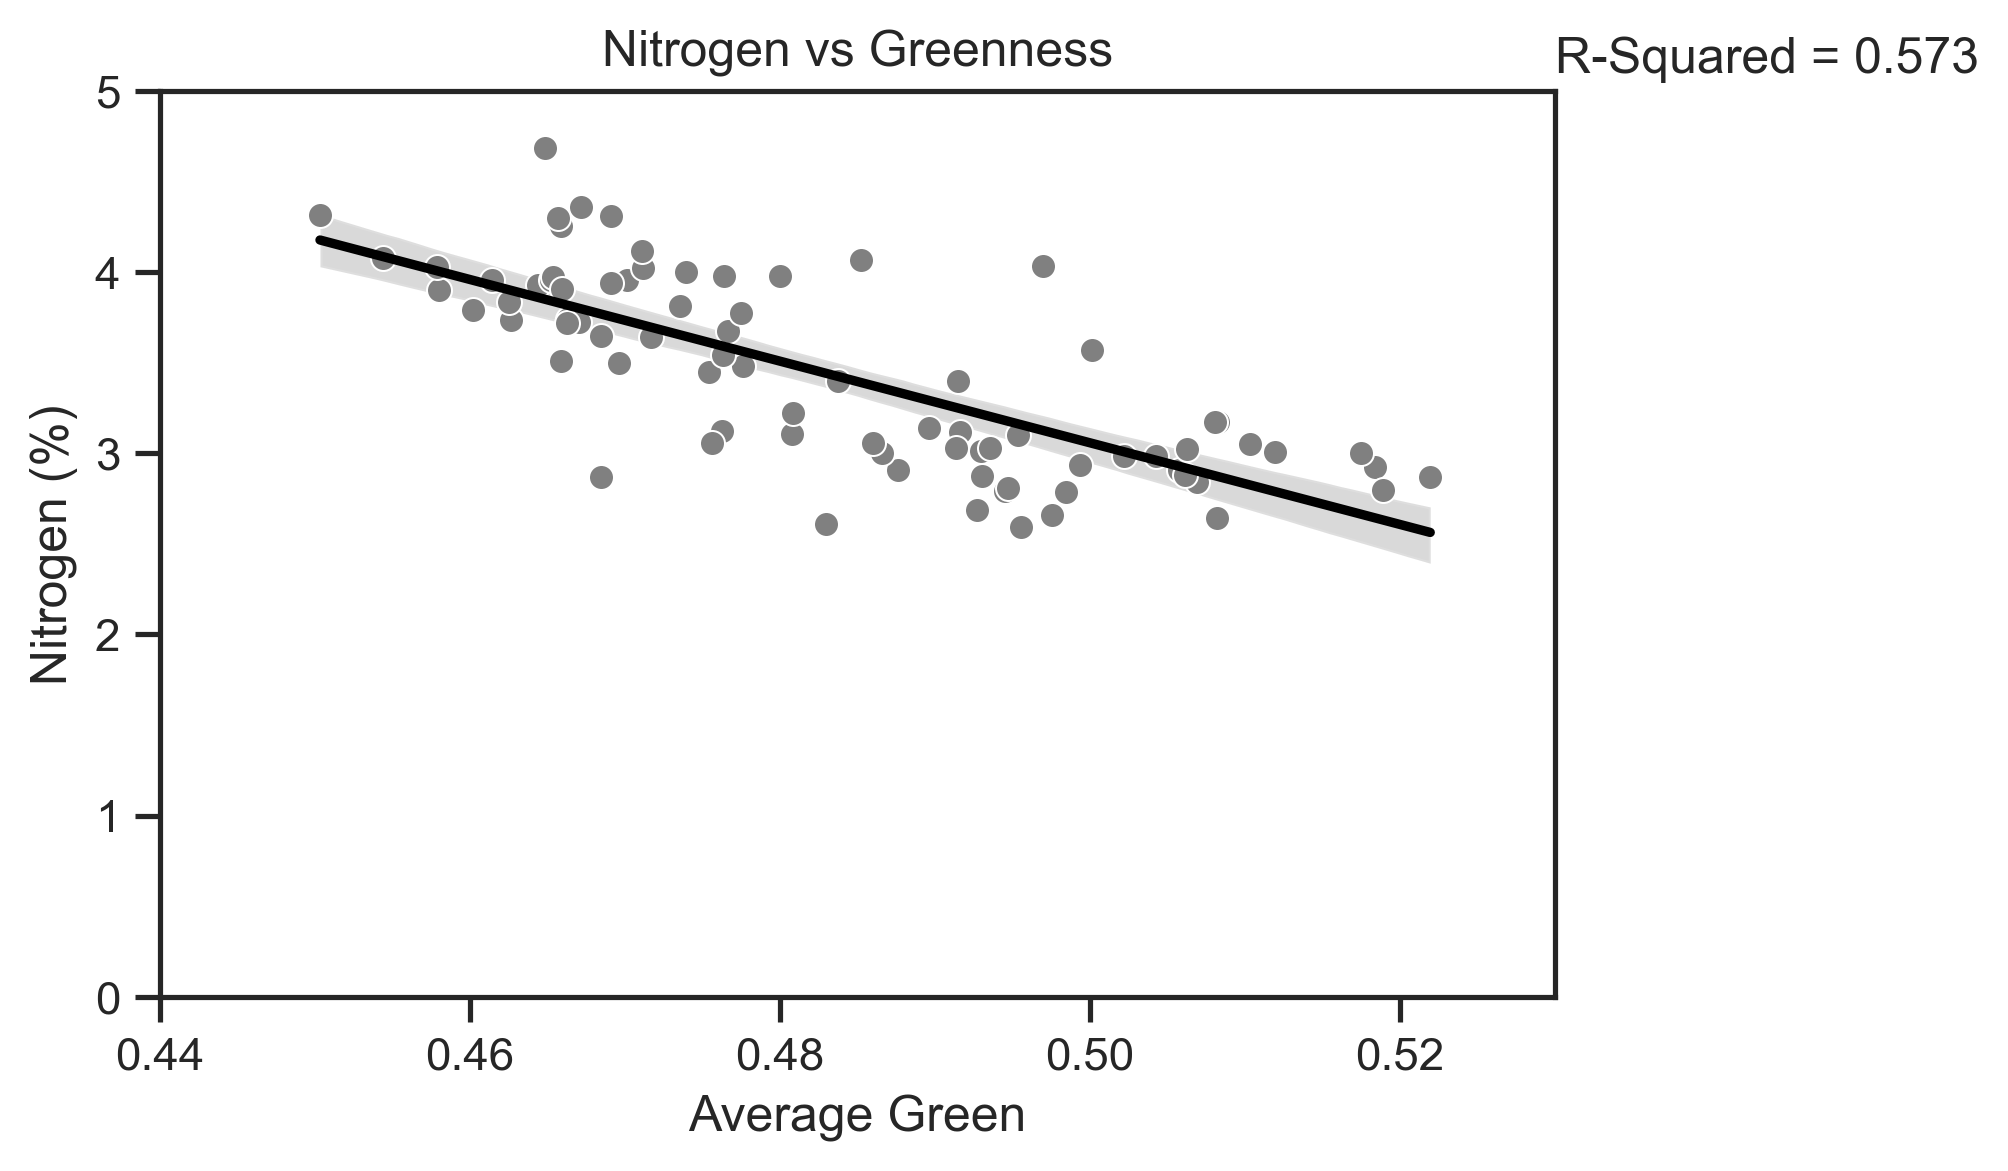 Nitrogen vs Greenness
R-Squared = 0.573
5
4
3
2
1
0
Nitrogen (%)
0.44 0.46 0.48 0.50 0.52
Average Green